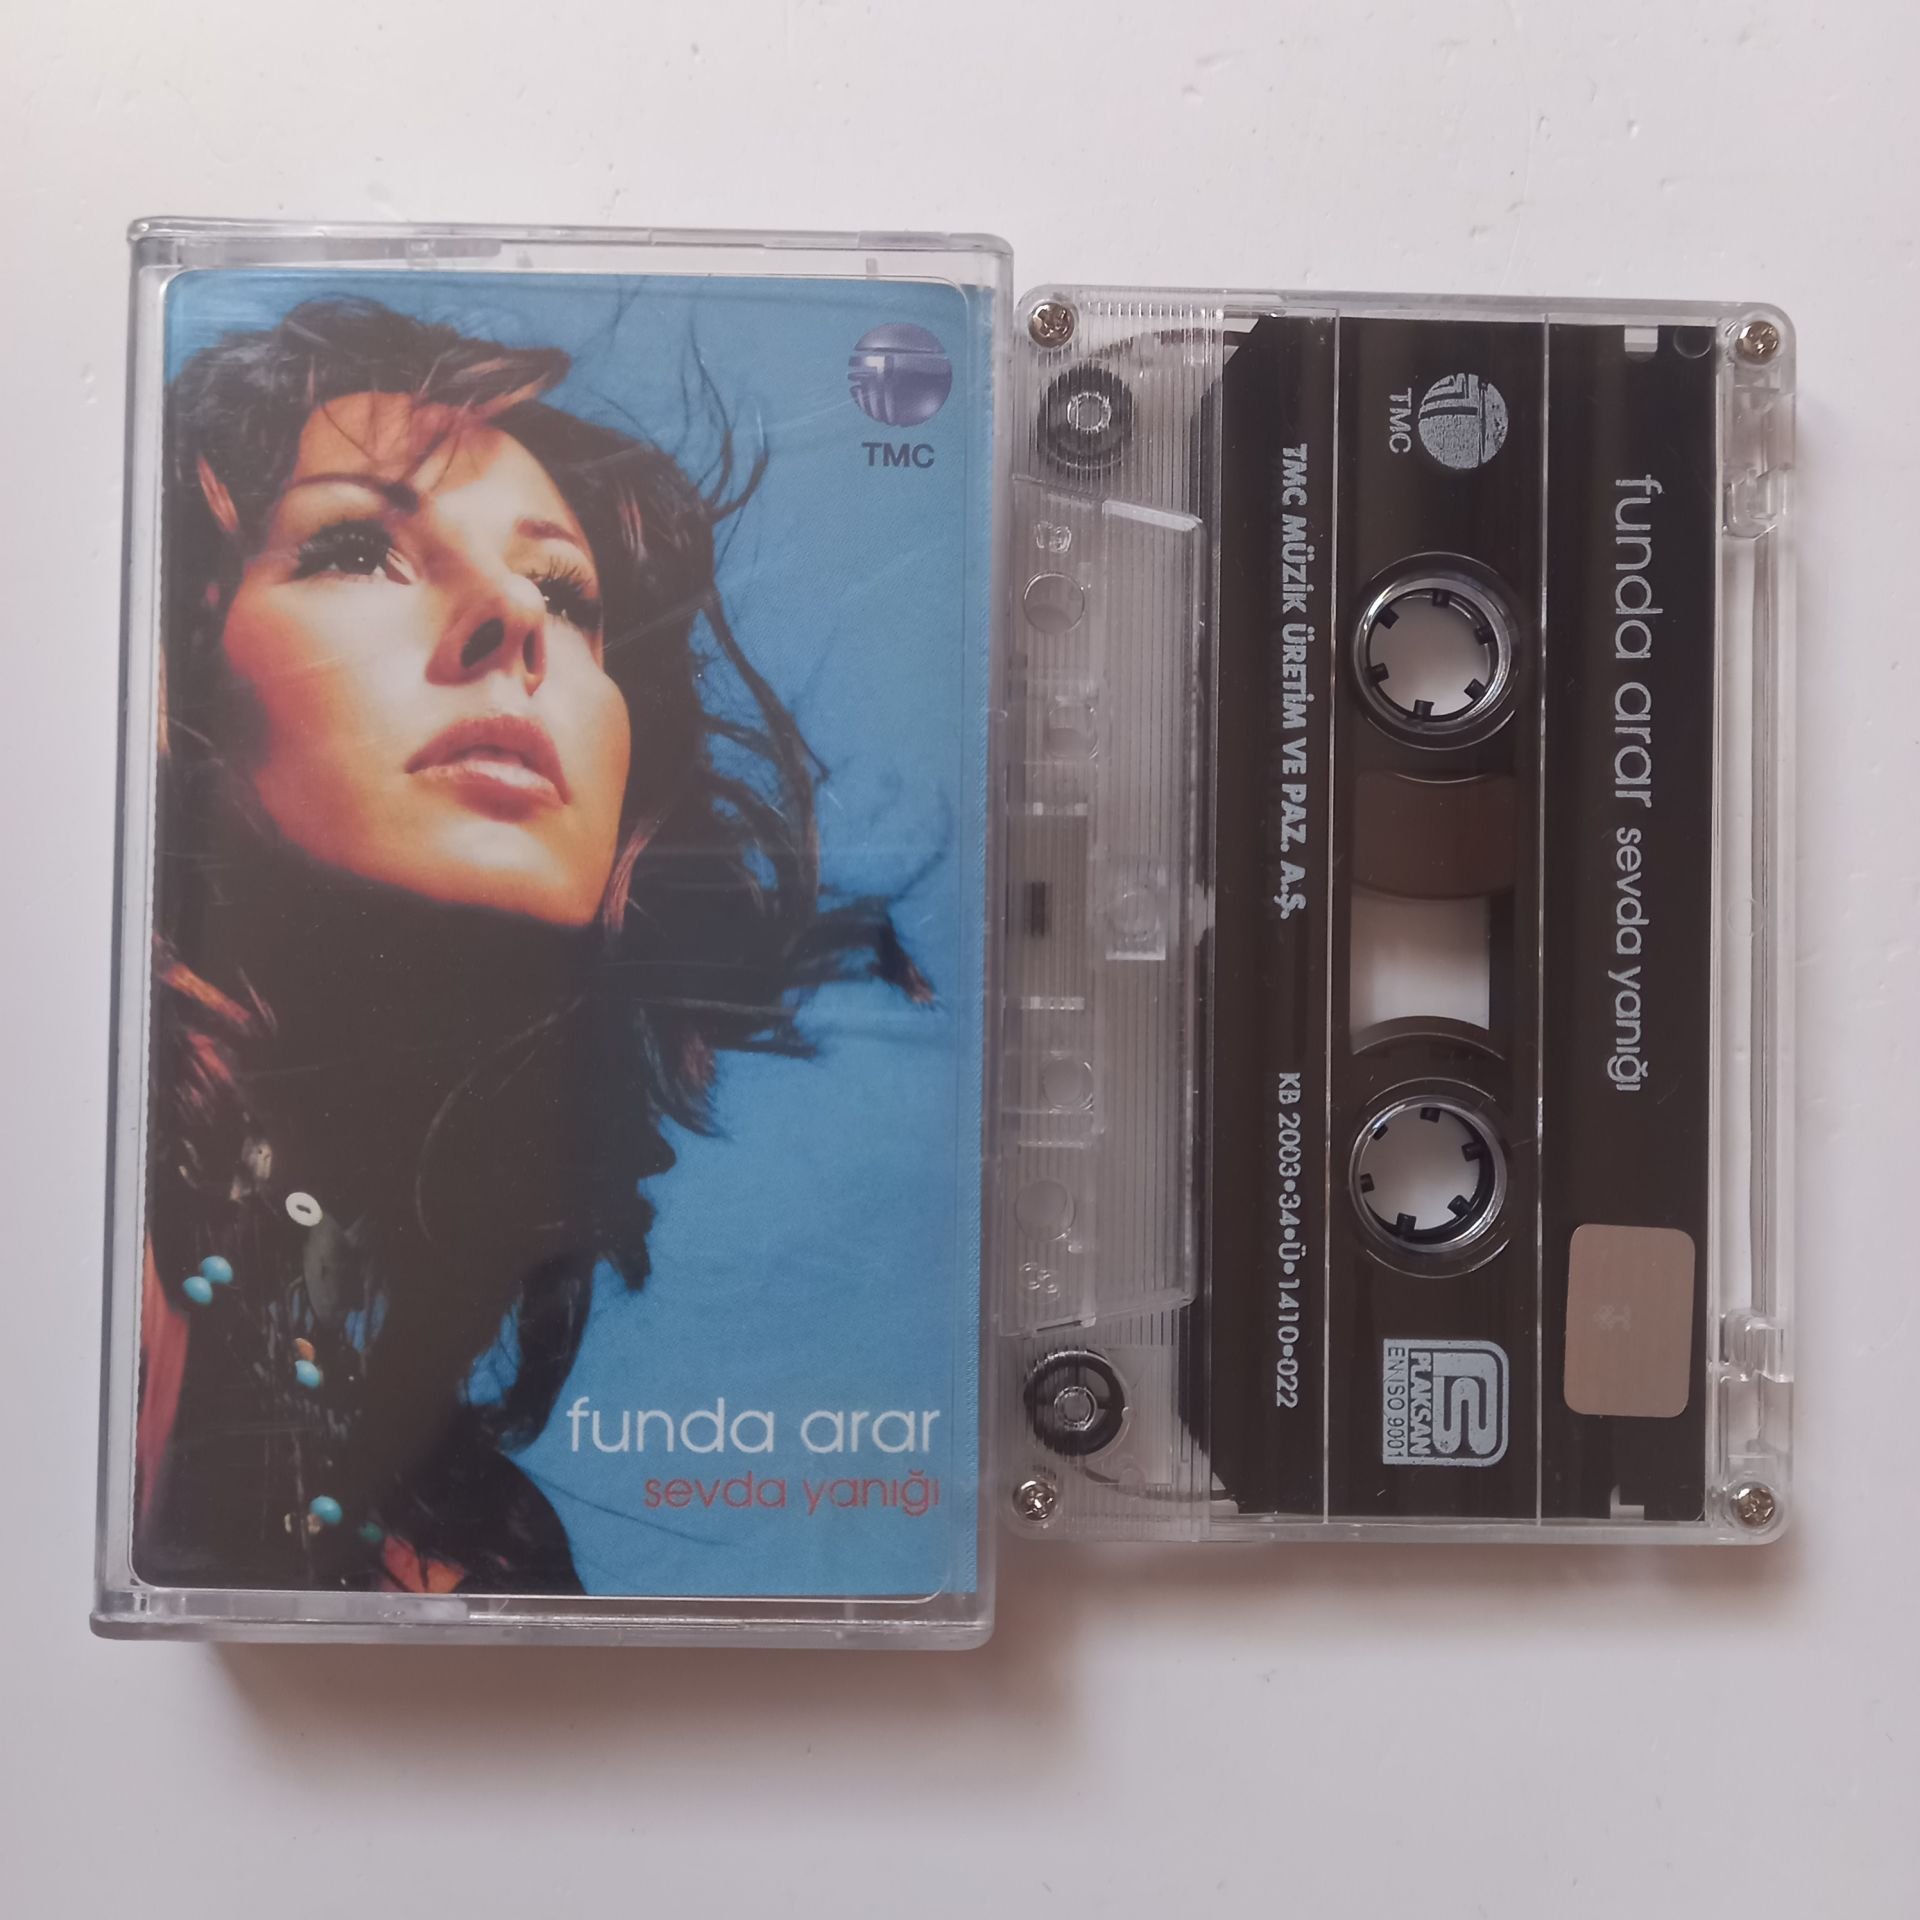 TMC
funda arar
sevda yanığı
TMC
funda arar sevda yanığı
TMC MÜZİK ÜRETİM VE PAZ. A.Ş.
KB 2003•34•Ü•1410•022
PLAKSAN
EN ISO 9001